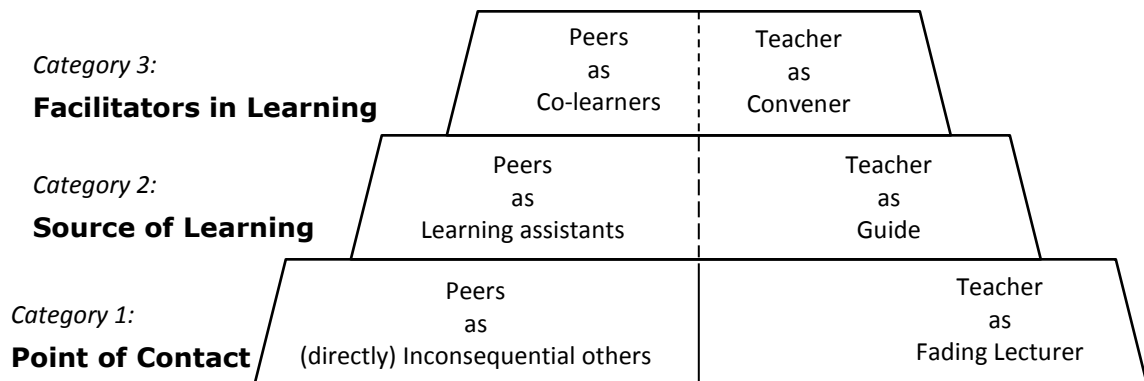 Category 3:
Facilitators in Learning
Peers
as
Co-learners
Teacher
as
Convener
Category 2:
Source of Learning
Peers
as
Learning assistants
Teacher
as
Guide
Category 1:
Point of Contact
Peers
as
(directly) Inconsequential others
Teacher
as
Fading Lecturer